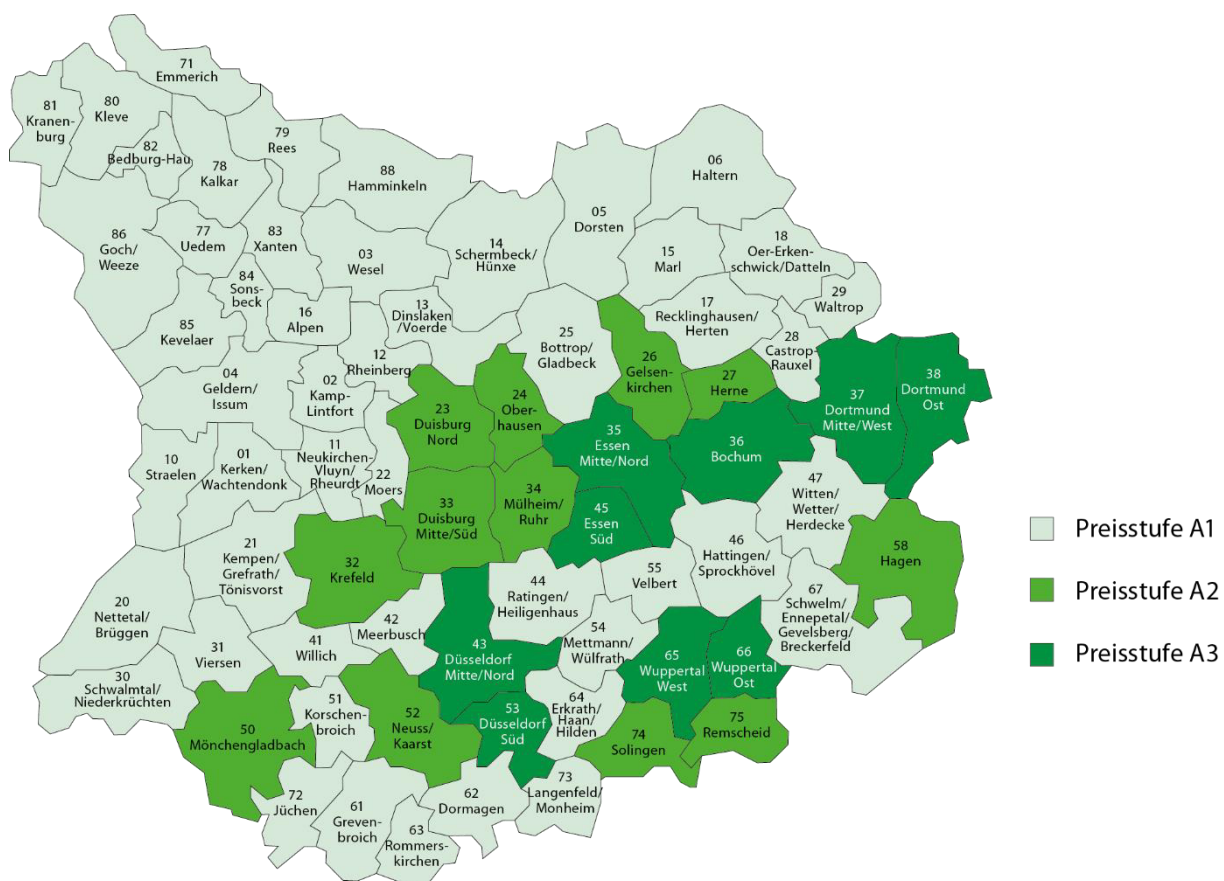 71
Emmerich
81
Kranen-
burg
80
Kleve
82
Bedburg-Hau
79
Rees
78
Kalkar
88
Hamminkeln
06
Haltern
05
Dorsten
86
Goch/
Weeze
77
Uedem
83
Xanten
03
Wesel
14
Schermbeck/
Hünxe
15
Marl
18
Oer-Erken-
schwick/Datteln
84
Sons-
beck
16
Alpen
13
Dinslaken
/Voerde
17
Recklinghausen/
Herten
29
Waltrop
85
Kevelaer
12
Rheinberg
25
Bottrop/
Gladbeck
26
Gelsen-
kirchen
28
Castrop-
Rauxel
27
Herne
04
Geldern/
Issum
02
Kamp-
Lintfort
23
Duisburg
Nord
24
Ober-
hausen
37
Dortmund
Mitte/West
38
Dortmund
Ost
35
Essen
Mitte/Nord
36
Bochum
10
Straelen
01
Kerken/
Wachtendonk
11
Neukirchen-
Vluyn/
Rheurdt
22
Moers
33
Duisburg
Mitte/Süd
34
Mülheim/
Ruhr
45
Essen
Süd
47
Witten/
Wetter/
Herdecke
21
Kempen/
Grefrath/
Tönisvorst
32
Krefeld
46
Hattingen/
Sprockhövel
58
Hagen
44
Ratingen/
Heiligenhaus
55
Velbert
20
Nettetal/
Brüggen
31
Viersen
41
Willich
42
Meerbusch
43
Düsseldorf
Mitte/Nord
54
Mettmann/
Wülfrath
65
Wuppertal
West
66
Wuppertal
Ost
67
Schwelm/
Ennepetal/
Gevelsberg/
Breckerfeld
30
Schwalmtal/
Niederkrüchten
50
Mönchengladbach
51
Korschen-
broich
52
Neuss/
Kaarst
53
Düsseldorf
Süd
64
Erkrath/
Haan/
Hilden
74
Solingen
75
Remscheid
72
Jüchen
61
Greven-
broich
62
Dormagen
63
Rommers-
kirchen
73
Langenfeld/
Monheim
Preisstufe A1
Preisstufe A2
Preisstufe A3